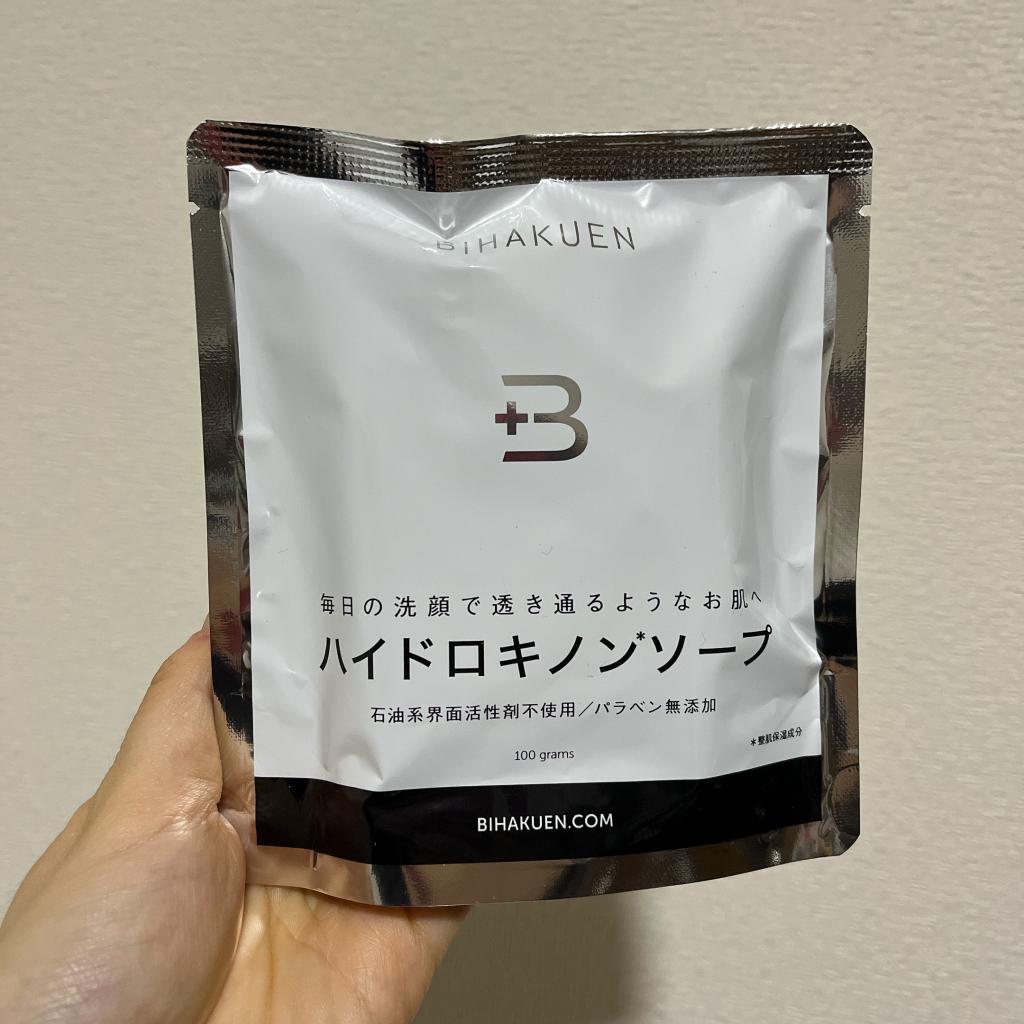 BIHAKUEN
+B
毎日の洗顔で透き通るようなお肌へ
ハイドロキノン*ソープ
石油系界面活性剤不使用/パラベン無添加
*整肌保湿成分
100 grams
BIHAKUEN.COM